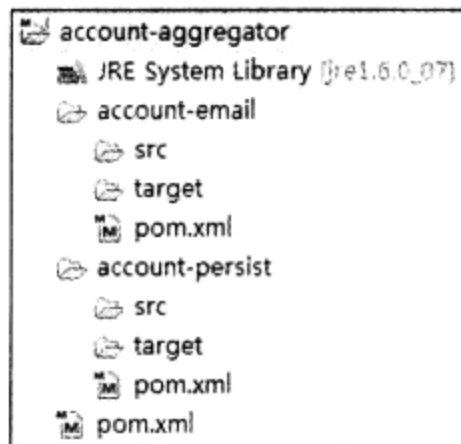 account-aggregator
JRE System Library [jre1.6.0_07]
account-email
src
target
pom.xml
account-persist
src
target
pom.xml
pom.xml